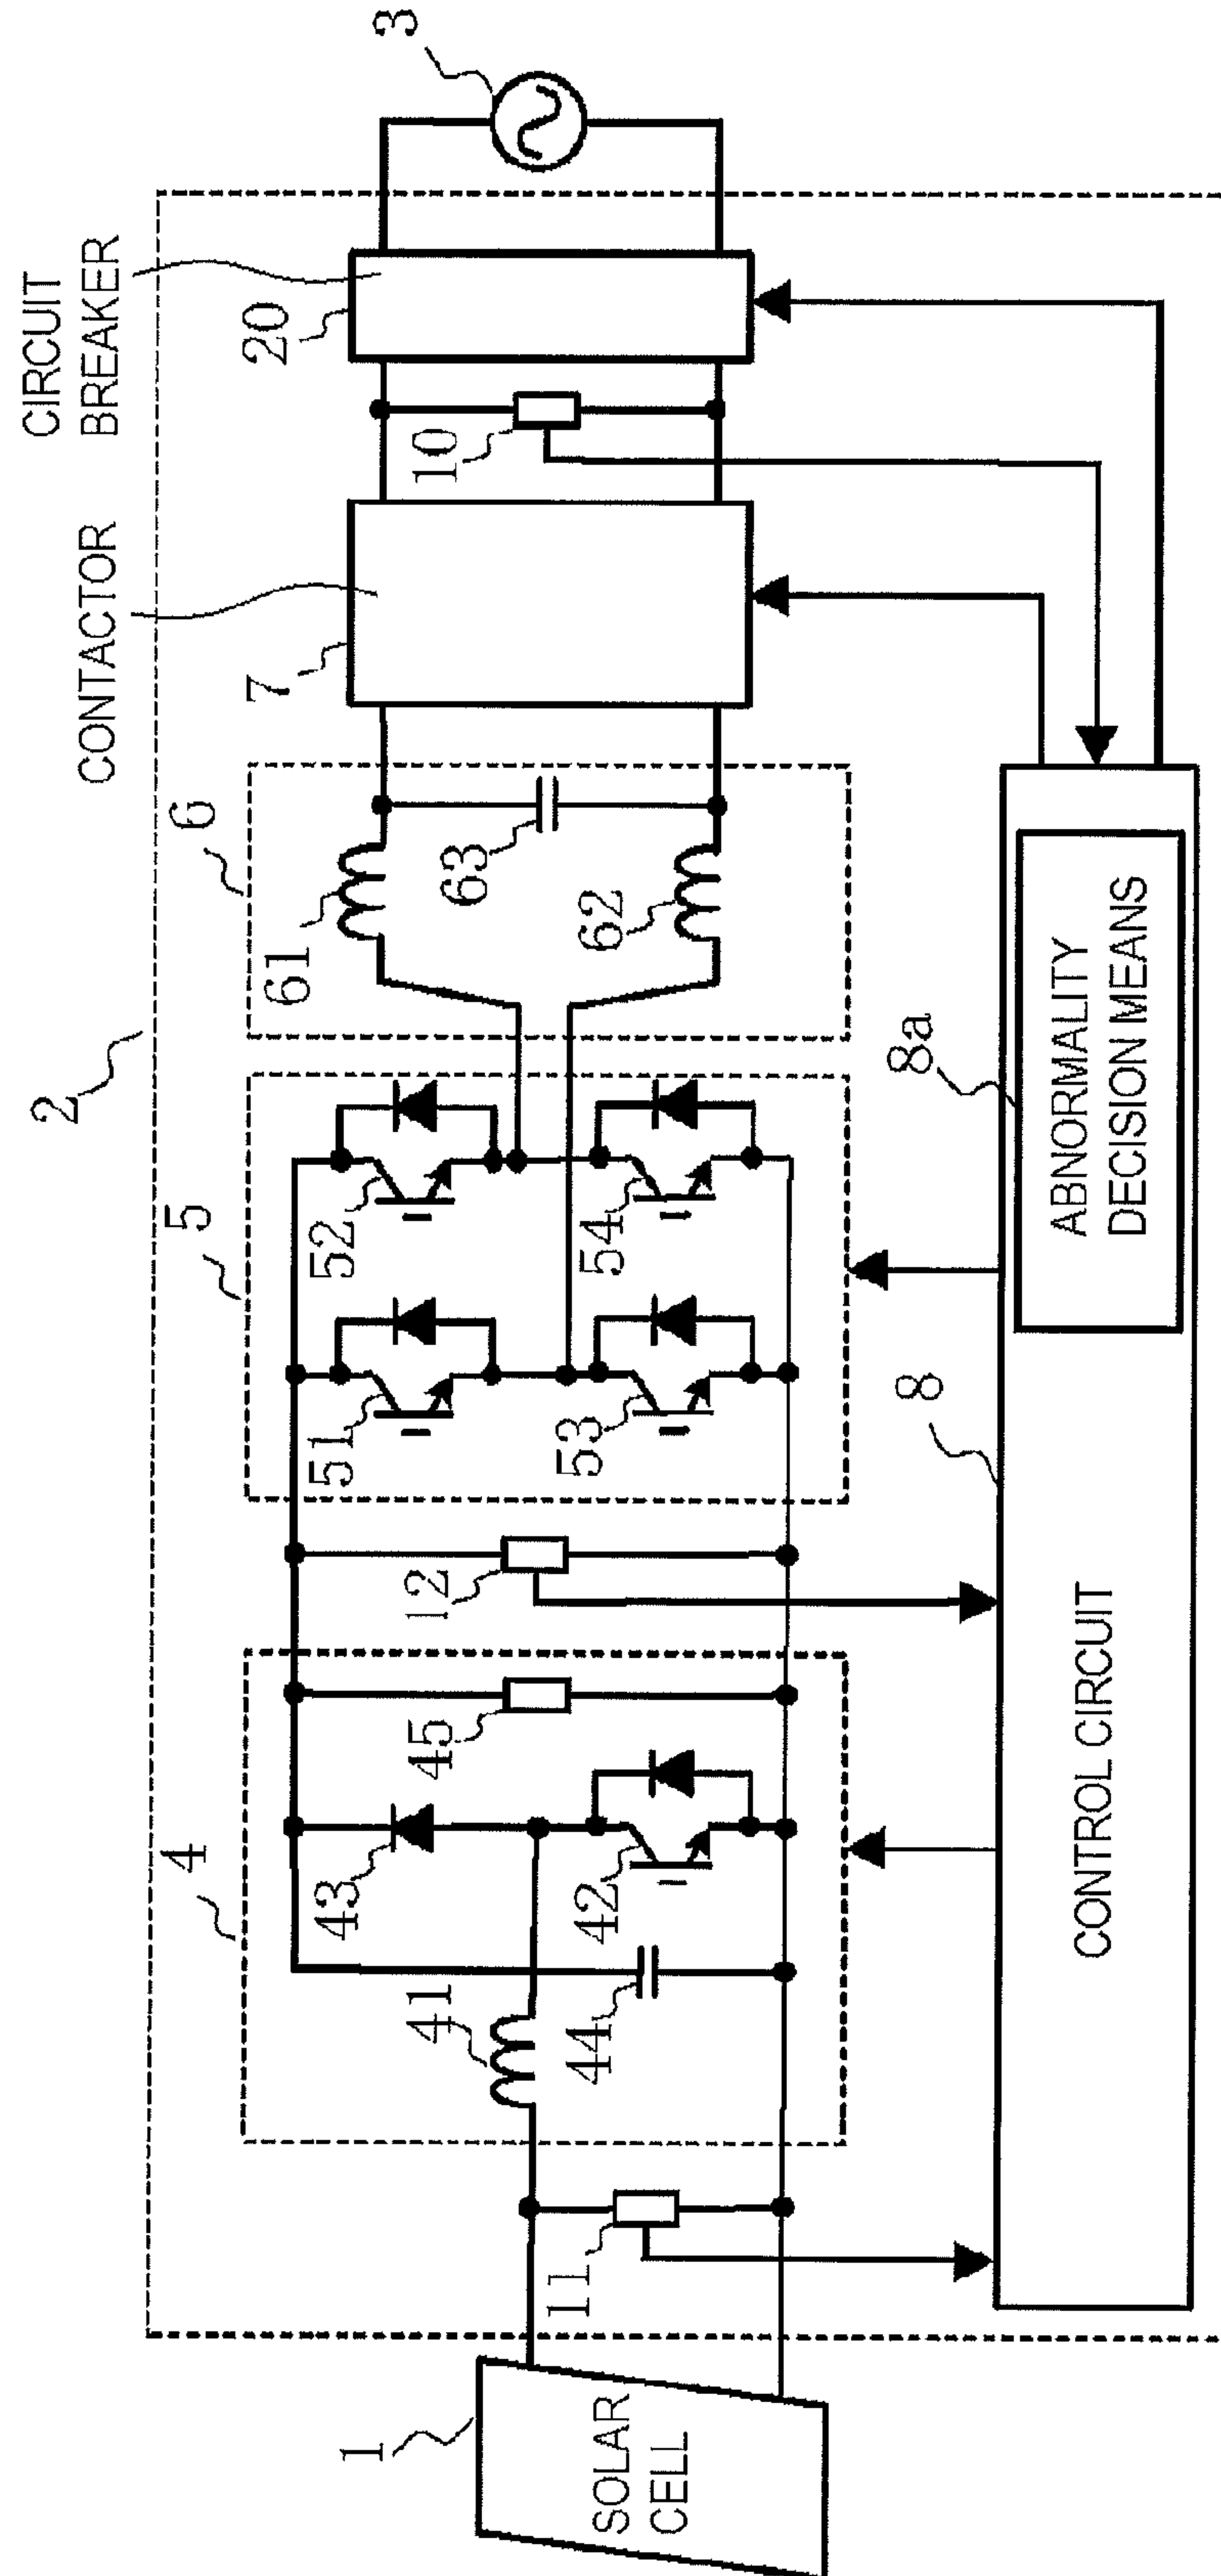 CIRCUIT
BREAKER
CONTACTOR
2
3
20
10
7
6
61
63
62
5
52
54
51
53
12
4
45
43
42
41
44
11
1
SOLAR
CELL
8
8a
ABNORMALITY
DECISION MEANS
CONTROL CIRCUIT